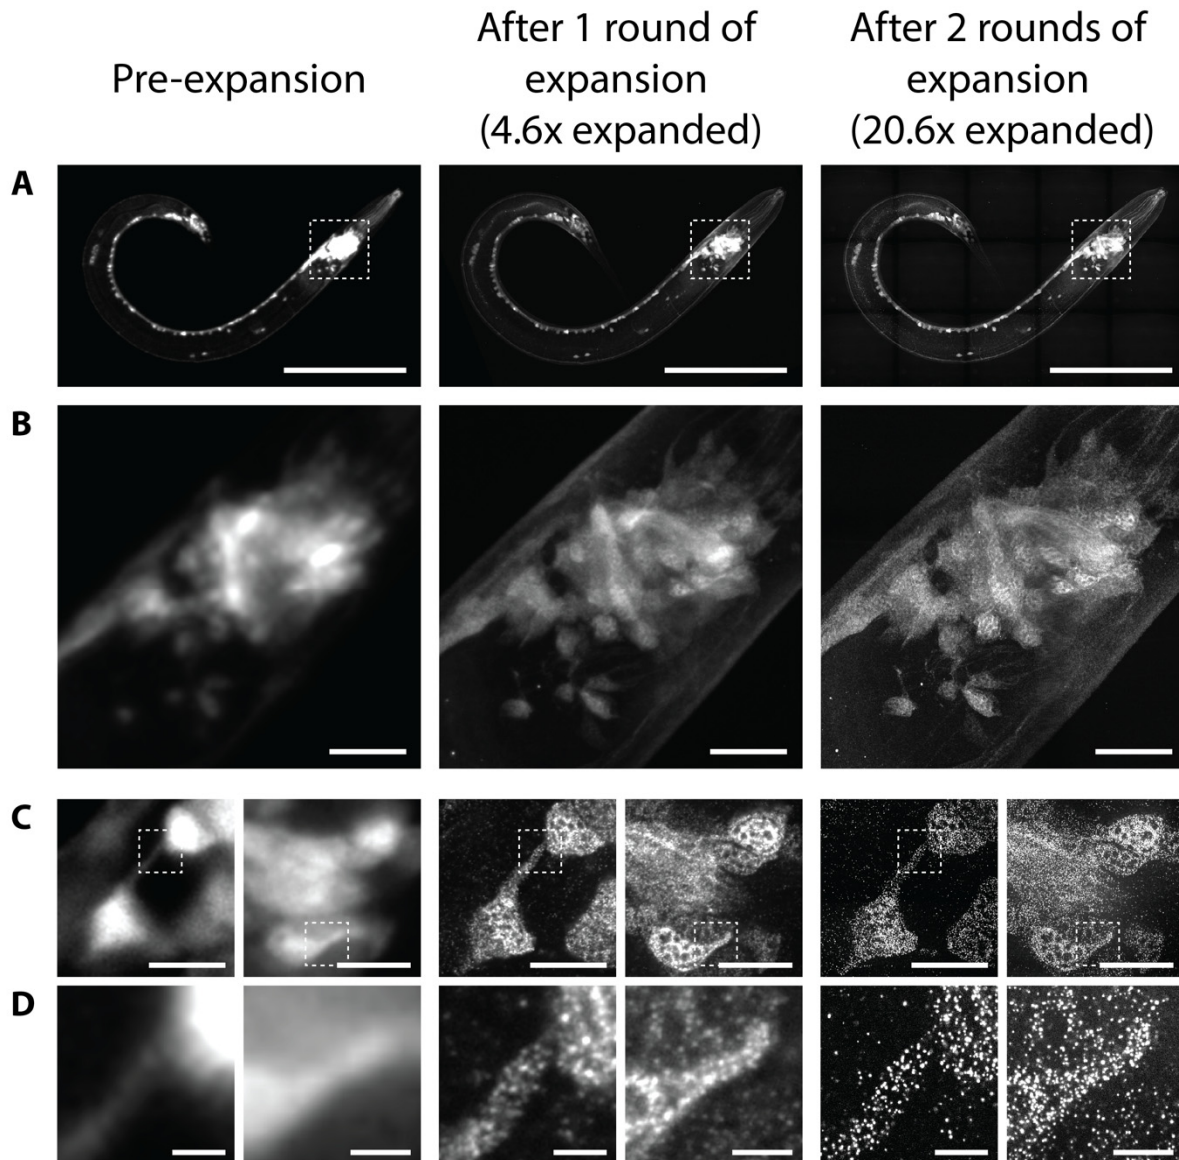 Pre-expansion
After 1 round of
expansion
(4.6x expanded)
After 2 rounds of
expansion
(20.6x expanded)
A
B
C
D